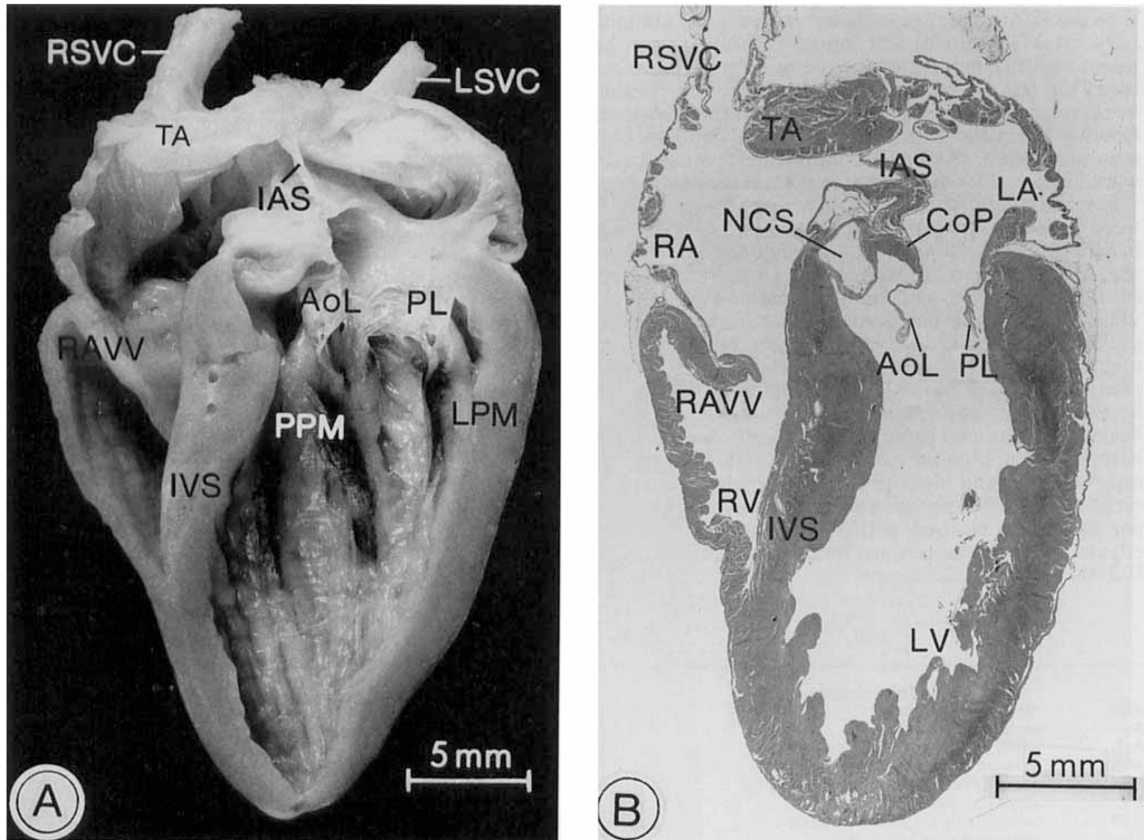 RSVC
LSVC
TA
IAS
AoL
PL
RAVV
PPM
LPM
IVS
5 mm
A
RSVC
TA
IAS
LA
NCS
CoP
RA
AoL
PL
RAVV
RV
IVS
LV
5 mm
B